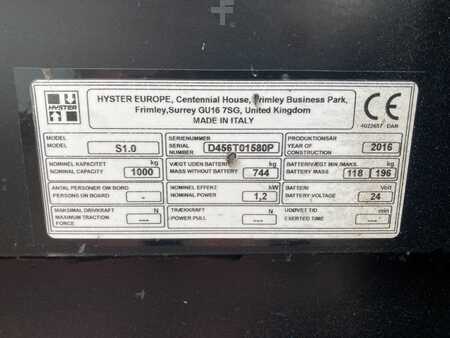 HYSTER
HYSTER EUROPE, Centennial House, Frimley Business Park,
Frimley,Surrey GU16 7SG, United Kingdom
MADE IN ITALY
CE
4022657 DAN
MODEL
MODEL S1.0
SERIENUMMER
SERIAL NUMBER D456T01580P
PRODUKTIONSÅR
YEAR OF CONSTRUCTION 2016
NOMINEL KAPACITET kg
NOMINAL CAPACITY 1000
VÆGT UDEN BATTERI kg
MASS WITHOUT BATTERY 744
BATTERIVÆGT MIN./MAKS. kg
BATTERY MASS 118 196
ANTAL PERSONER OM BORD
PERSONS ON BOARD -
NOMINEL EFFEKT kW
NOMINAL POWER 1,2
BATTERI Volt
BATTERY VOLTAGE 24
MAKSIMAL DRIVKRAFT N
MAXIMUM TRACTION FORCE ---
TRÆKKRAFT N
POWER PULL ---
UDØVET TID min
EXERTED TIME ---